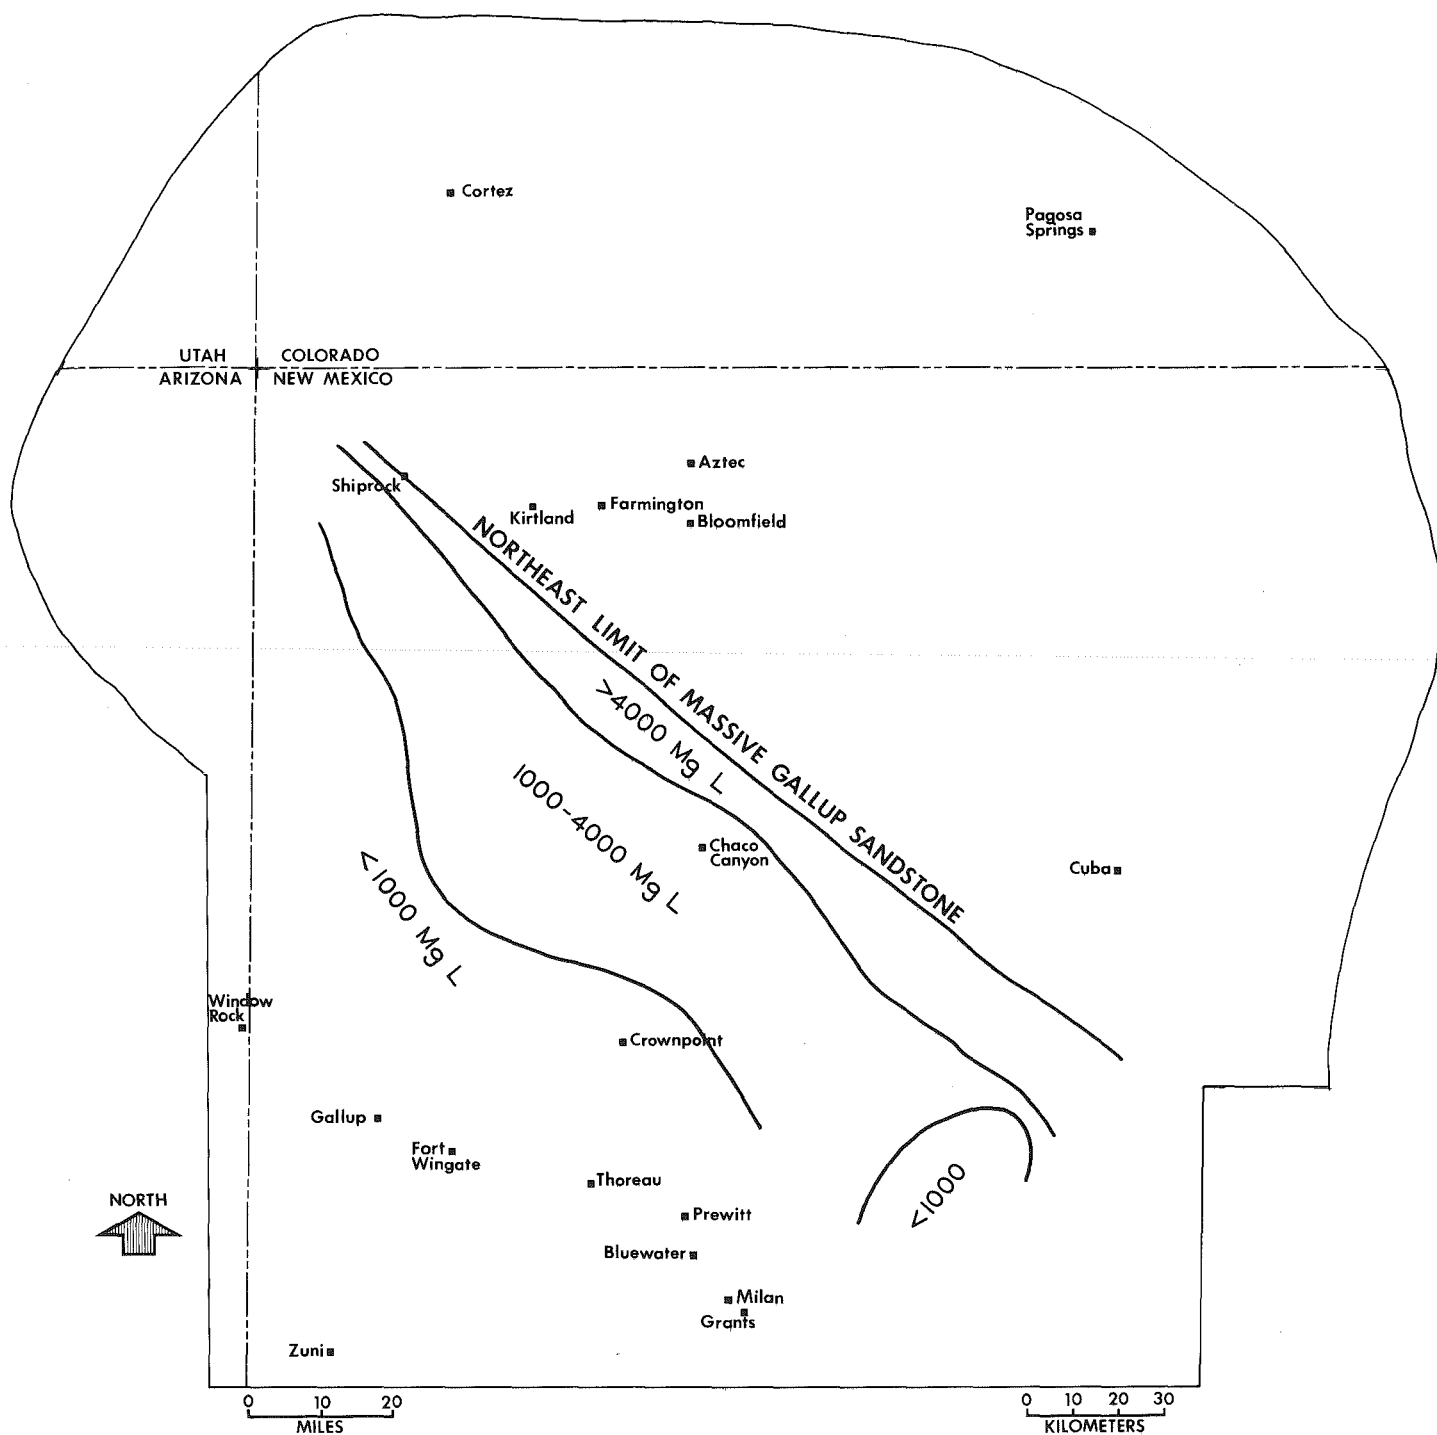 Cortez
Pagosa
Springs
UTAH
COLORADO
ARIZONA
NEW MEXICO
Aztec
Shiprock
Farmington
Kirtland
Bloomfield
NORTHEAST LIMIT OF MASSIVE GALLUP SANDSTONE
>4000 Mg L
1000-4000 Mg L
Chaco
Canyon
<1000 Mg L
Cuba
Window
Rock
Crownpoint
Gallup
Fort
Wingate
Thoreau
<1000
NORTH
Prewitt
Bluewater
Milan
Grants
Zuni
0 10 20
MILES
0 10 20 30
KILOMETERS